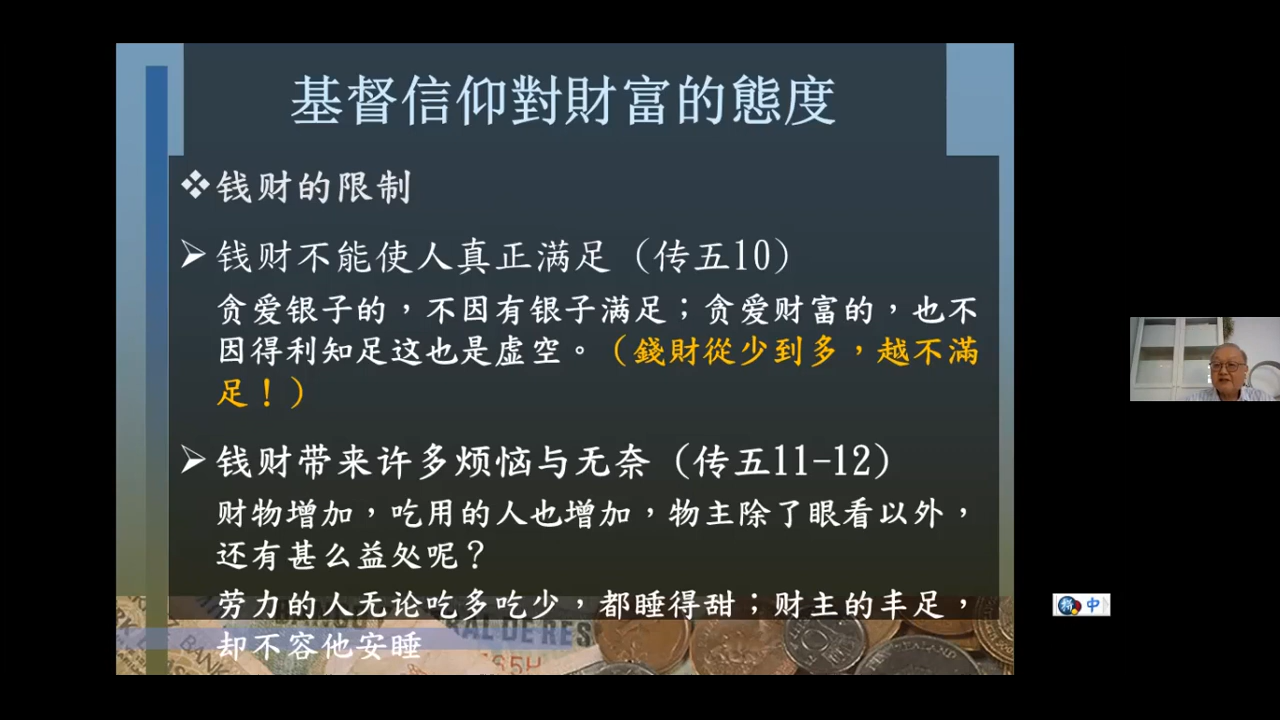 基督信仰對財富的態度
❖钱财的限制
➢钱财不能使人真正满足（传五10）
贪爱银子的，不因有银子满足；贪爱财富的，也不
因得利知足这也是虚空。（錢財從少到多，越不滿
足！）
➢钱财带来许多烦恼与无奈（传五11-12）
财物增加，吃用的人也增加，物主除了眼看以外，
还有甚么益处呢？
劳力的人无论吃多吃少，都睡得甜；财主的丰足，
却不容他安睡
中